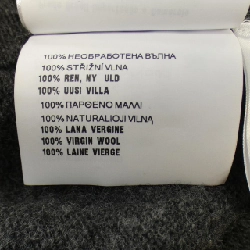 100% НЕОБРАБОТЕНА ВЪЛНА
100% STŘIŽNÍ VLNA
100% REN, NY ULD
100% UUSI VILLA
100% ΠΑΡΘΕΝΟ ΜΑΛΛΙ
100% NATURALIOJI VILNA
100% LANA VERGINE
100% VIRGIN WOOL
100% LAINE VIERGE